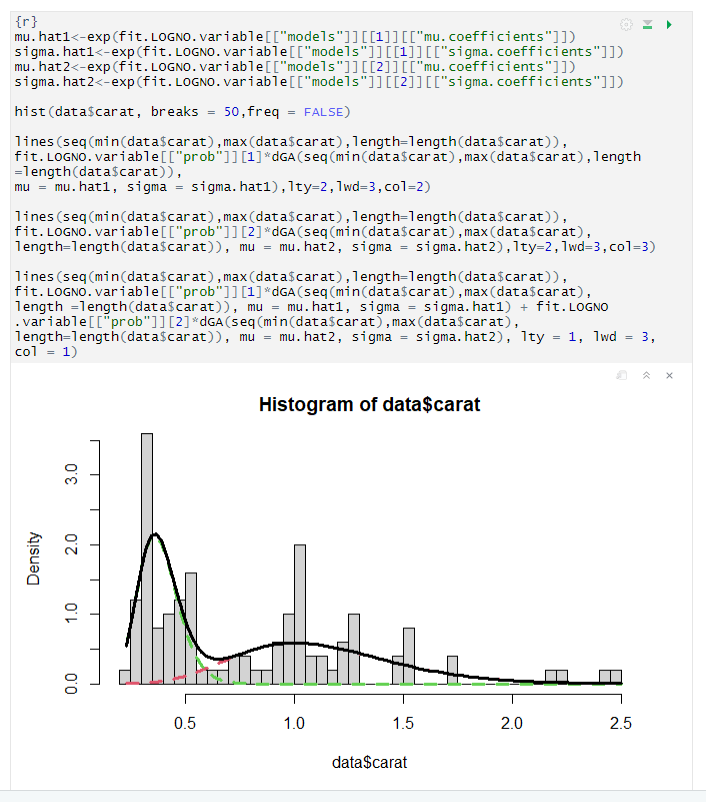 {r}
mu.hat1<-exp(fit.LOGNO.variable[["models"]][[1]][["mu.coefficients"]])
sigma.hat1<-exp(fit.LOGNO.variable[["models"]][[1]][["sigma.coefficients"]])
mu.hat2<-exp(fit.LOGNO.variable[["models"]][[2]][["mu.coefficients"]])
sigma.hat2<-exp(fit.LOGNO.variable[["models"]][[2]][["sigma.coefficients"]])
hist(data$carat, breaks = 50,freq = FALSE)
lines(seq(min(data$carat),max(data$carat),length=length(data$carat)),
fit.LOGNO.variable[["prob"]][1]*dGA(seq(min(data$carat),max(data$carat),length
=length(data$carat)),
mu = mu.hat1, sigma = sigma.hat1),lty=2,lwd=3,col=2)
lines(seq(min(data$carat),max(data$carat),length=length(data$carat)),
fit.LOGNO.variable[["prob"]][2]*dGA(seq(min(data$carat),max(data$carat),
length=length(data$carat)), mu = mu.hat2, sigma = sigma.hat2),lty=2,lwd=3,col=3)
lines(seq(min(data$carat),max(data$carat),length=length(data$carat)),
fit.LOGNO.variable[["prob"]][1]*dGA(seq(min(data$carat),max(data$carat),
length =length(data$carat)), mu = mu.hat1, sigma = sigma.hat1) + fit.LOGNO
.variable[["prob"]][2]*dGA(seq(min(data$carat),max(data$carat),
length=length(data$carat)), mu = mu.hat2, sigma = sigma.hat2), lty = 1, lwd = 3,
col = 1)
Histogram of data$carat
Density
3.0
2.0
1.0
0.0
0.5 1.0 1.5 2.0 2.5
data$carat